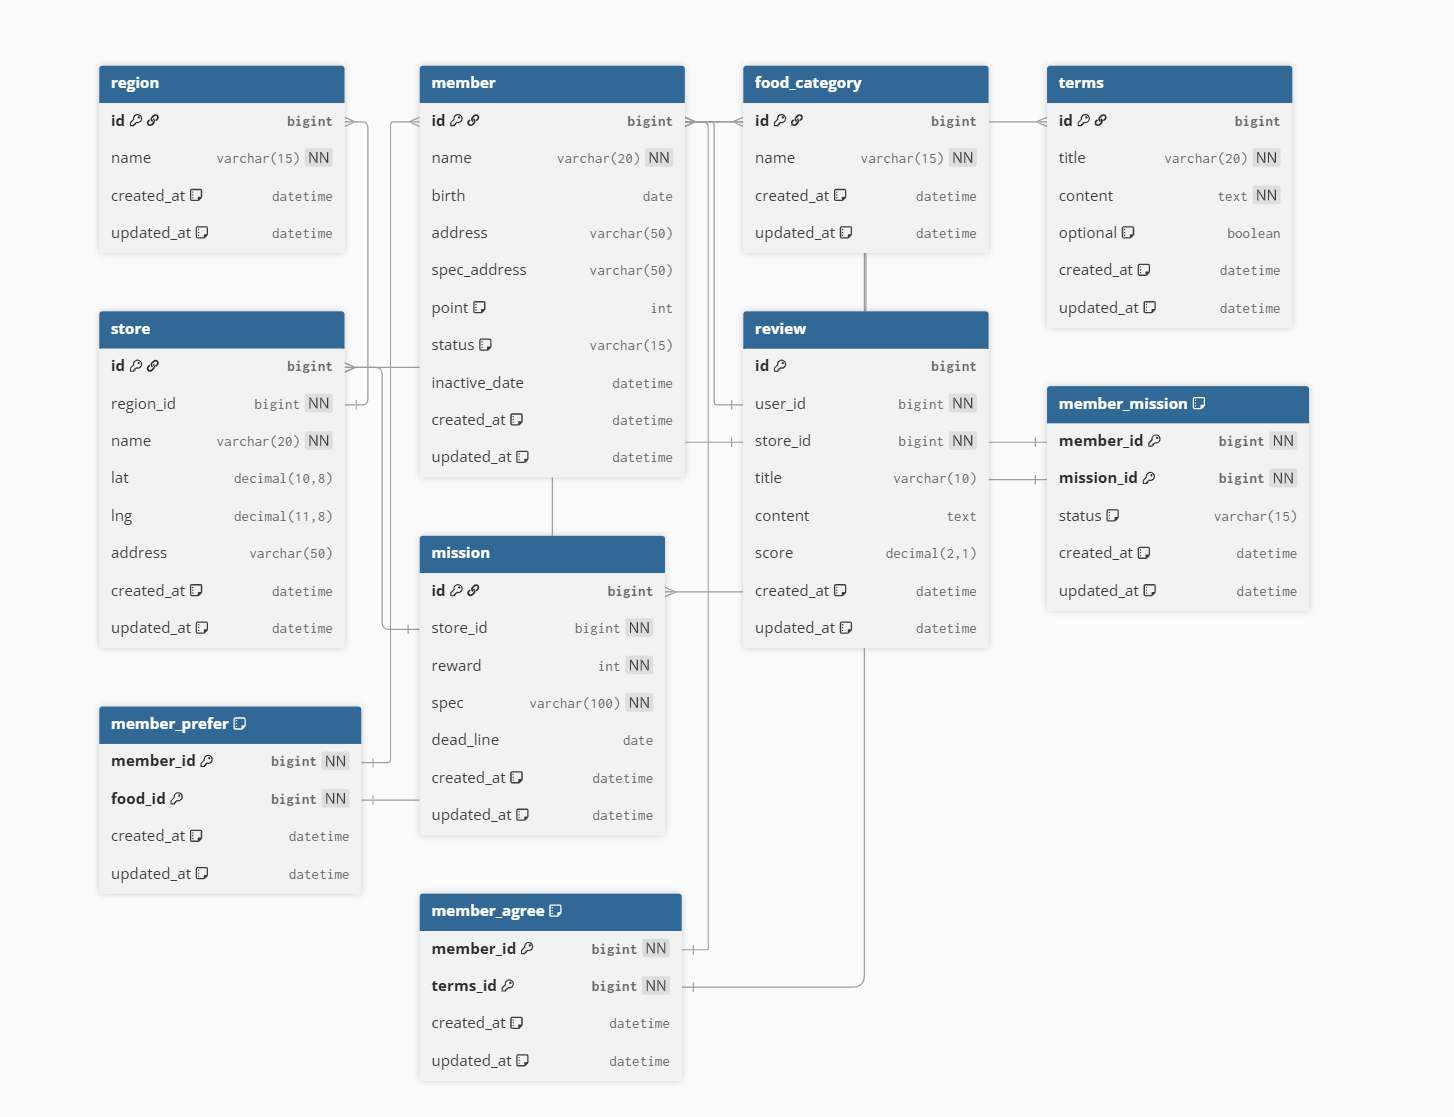 region
id bigint
name varchar(15) NN
created_at datetime
updated_at datetime
member
id bigint
name varchar(20) NN
birth date
address varchar(50)
spec_address varchar(50)
point int
status varchar(15)
inactive_date datetime
created_at datetime
updated_at datetime
food_category
id bigint
name varchar(15) NN
created_at datetime
updated_at datetime
terms
id bigint
title varchar(20) NN
content text NN
optional boolean
created_at datetime
updated_at datetime
store
id bigint
region_id bigint NN
name varchar(20) NN
lat decimal(10,8)
lng decimal(11,8)
address varchar(50)
created_at datetime
updated_at datetime
review
id bigint
user_id bigint NN
store_id bigint NN
title varchar(10)
content text
score decimal(2,1)
created_at datetime
updated_at datetime
member_mission
member_id bigint NN
mission_id bigint NN
status varchar(15)
created_at datetime
updated_at datetime
mission
id bigint
store_id bigint NN
reward int NN
spec varchar(100) NN
dead_line date
created_at datetime
updated_at datetime
member_prefer
member_id bigint NN
food_id bigint NN
created_at datetime
updated_at datetime
member_agree
member_id bigint NN
terms_id bigint NN
created_at datetime
updated_at datetime